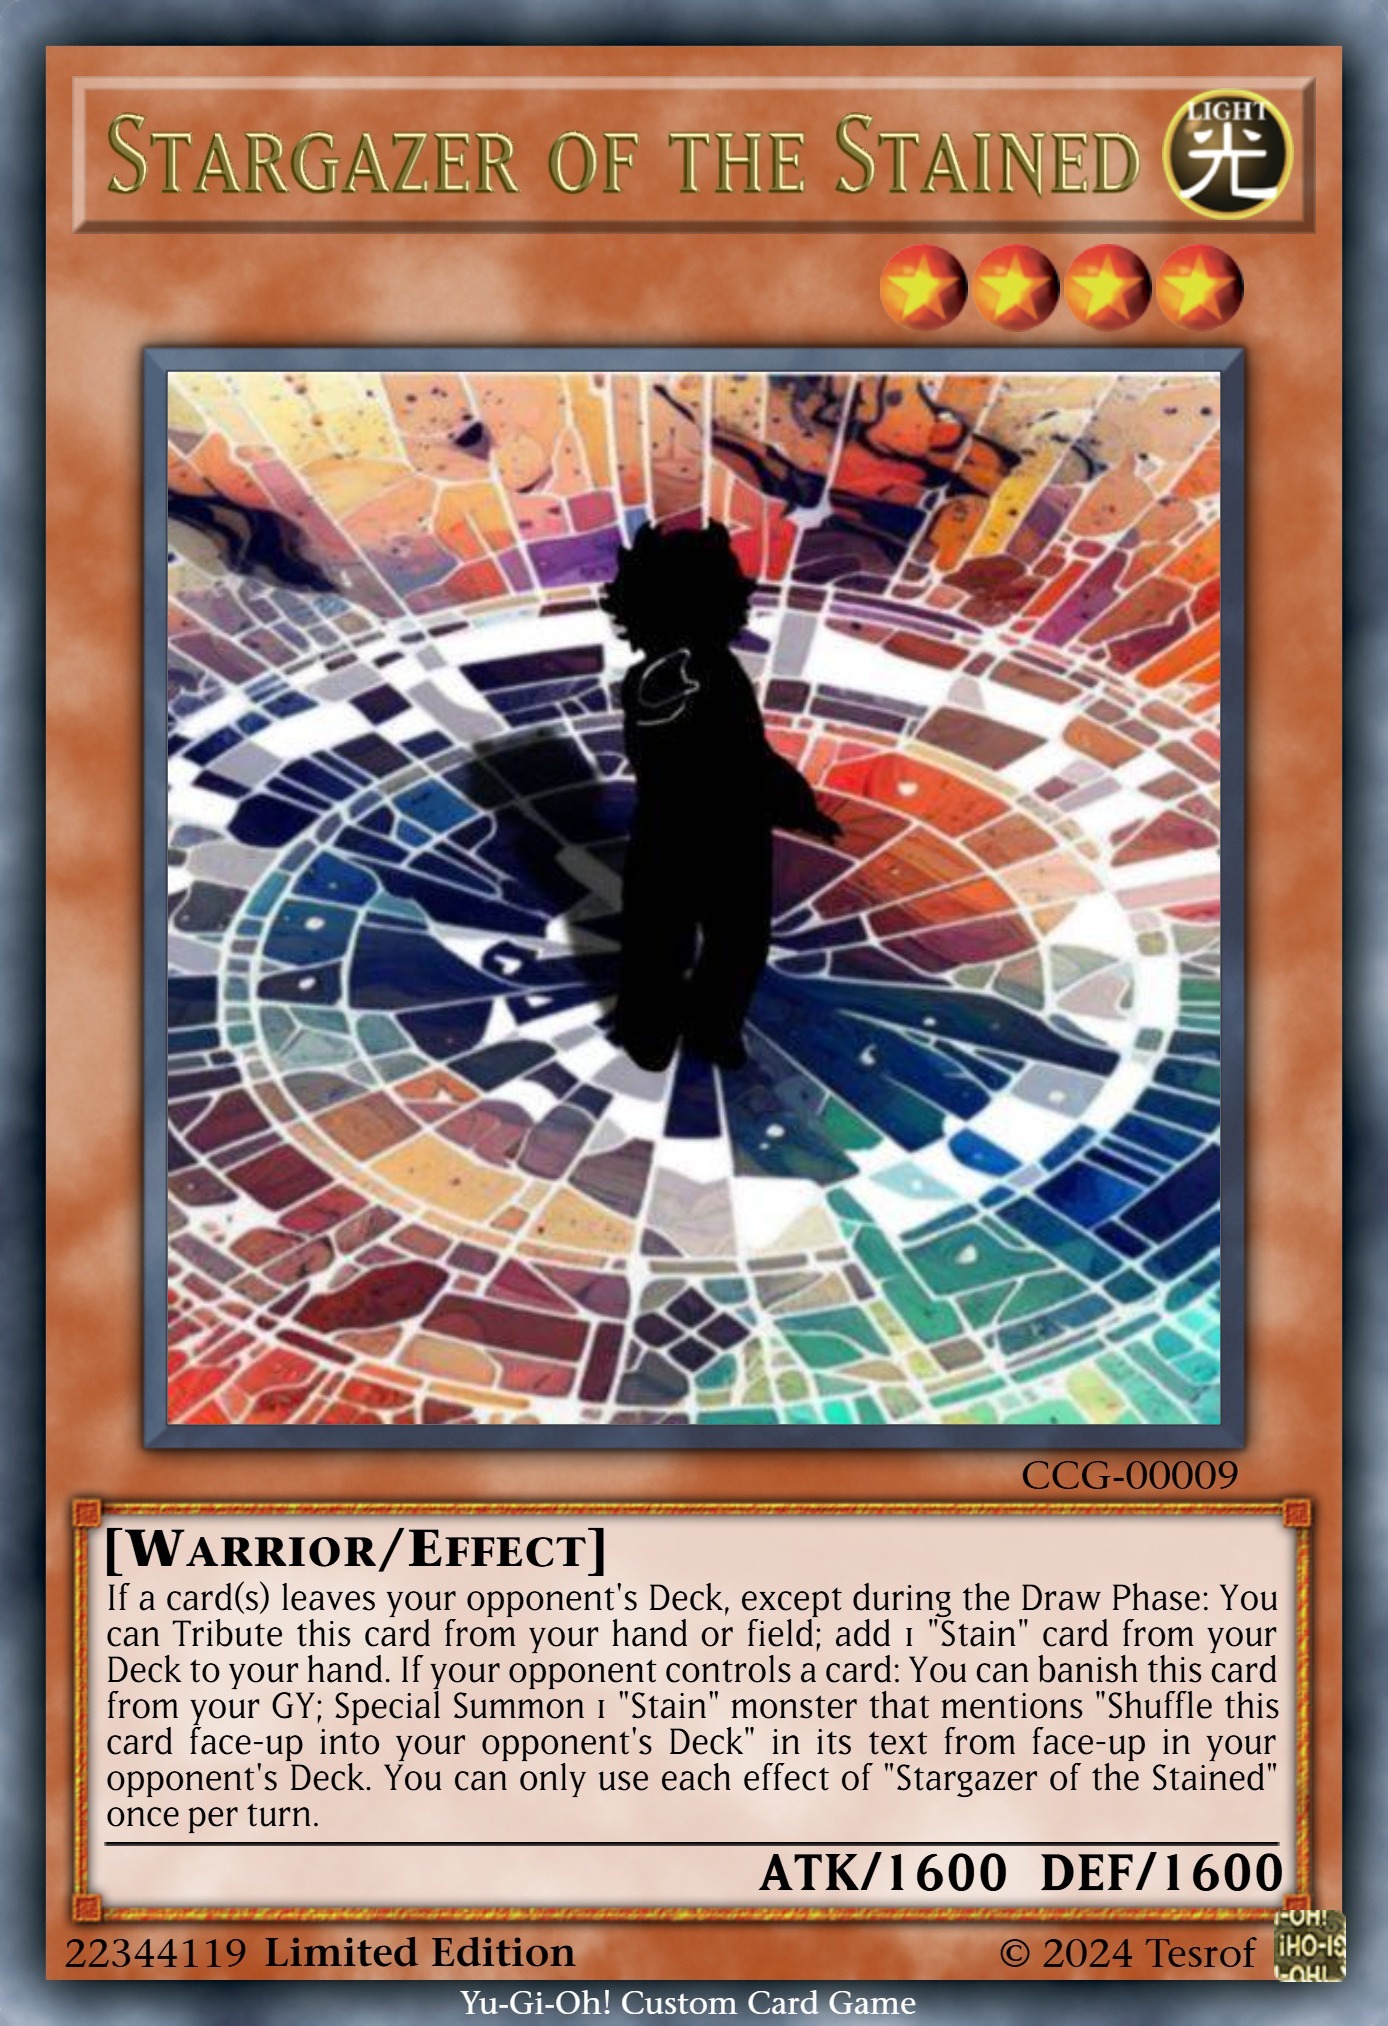 Stargazer of the Stained
LIGHT
光
CCG-00009
[Warrior/Effect]
If a card(s) leaves your opponent's Deck, except during the Draw Phase: You
can Tribute this card from your hand or field; add 1 "Stain" card from your
Deck to your hand. If your opponent controls a card: You can banish this card
from your GY; Special Summon 1 "Stain" monster that mentions "Shuffle this
card face-up into your opponent's Deck" in its text from face-up in your
opponent's Deck. You can only use each effect of "Stargazer of the Stained"
once per turn.
ATK/1600 DEF/1600
22344119 Limited Edition
© 2024 Tesrof
Yu-Gi-Oh! Custom Card Game